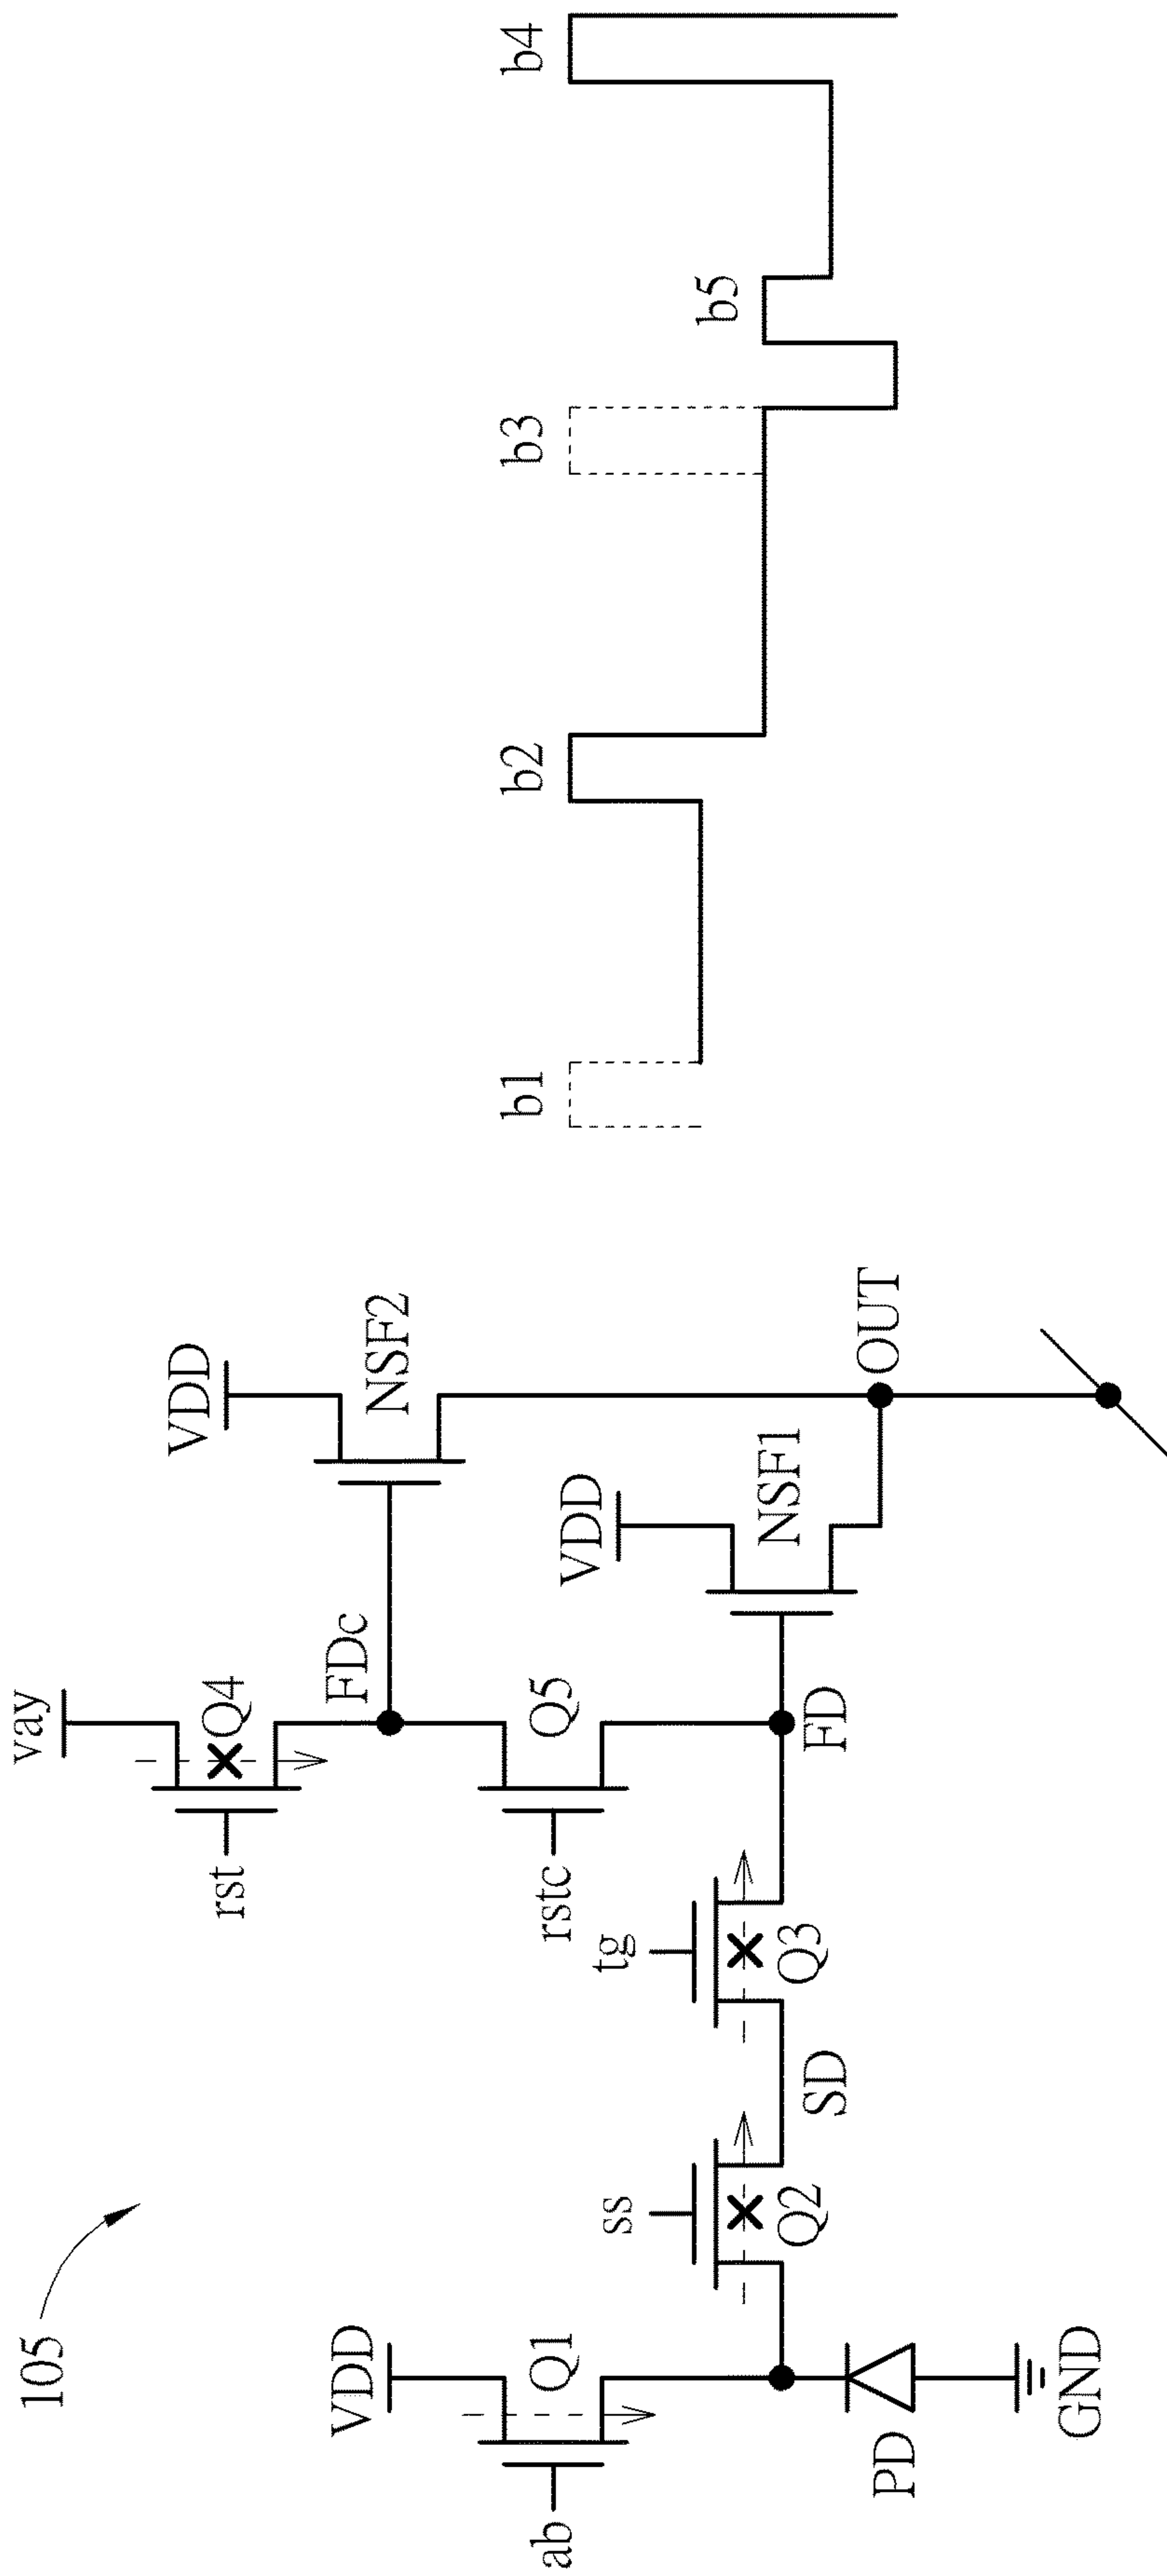 105
VDD
ab
Q1
PD
GND
ss
Q2
SD
tg
Q3
vay
rst
Q4
FDc
rstc
Q5
FD
VDD
NSF2
VDD
NSF1
OUT
b1
b2
b3
b5
b4